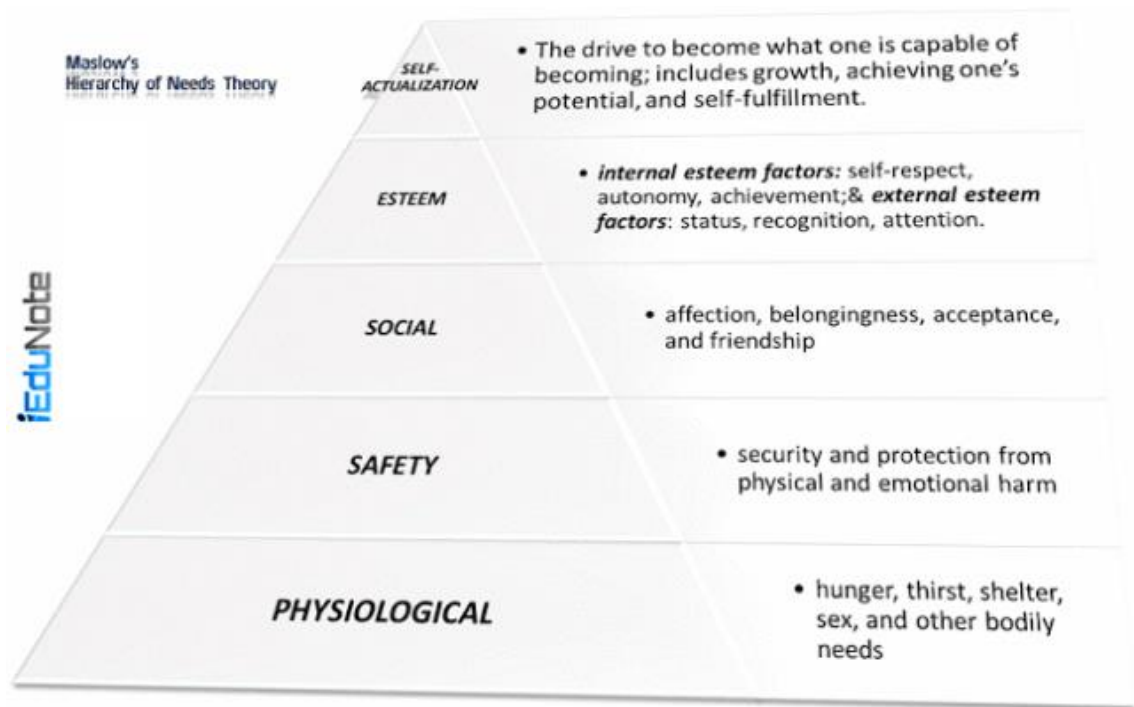 Maslow's
Hierarchy of Needs Theory
SELF-
ACTUALIZATION
• The drive to become what one is capable of
becoming; includes growth, achieving one's
potential, and self-fulfillment.
ESTEEM
• internal esteem factors: self-respect,
autonomy, achievement;& external esteem
factors: status, recognition, attention.
SOCIAL
• affection, belongingness, acceptance,
and friendship
SAFETY
• security and protection from
physical and emotional harm
PHYSIOLOGICAL
• hunger, thirst, shelter,
sex, and other bodily
needs
iEduNote